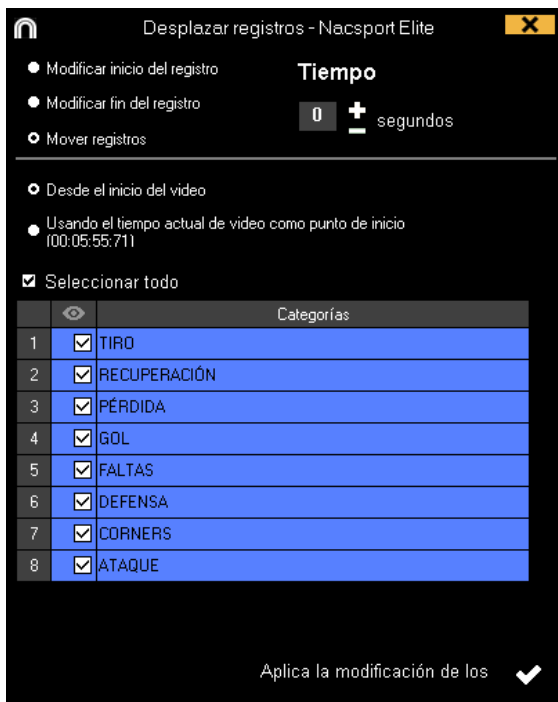 Desplazar registros - Nacsport Elite
Modificar inicio del registro
Tiempo
Modificar fin del registro
0 segundos
Mover registros
Desde el inicio del video
Usando el tiempo actual de video como punto de inicio
[00:05:55:71]
Seleccionar todo
Categorías
1 TIRO
2 RECUPERACIÓN
3 PÉRDIDA
4 GOL
5 FALTAS
6 DEFENSA
7 CORNERS
8 ATAQUE
Aplica la modificación de los